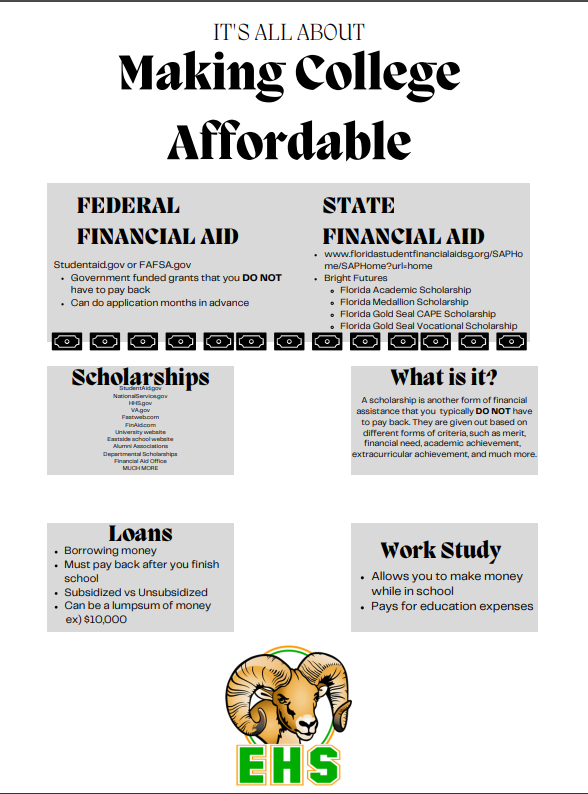 IT'S ALL ABOUT
Making College
Affordable
FEDERAL
FINANCIAL AID
Studentaid.gov or FAFSA.gov
• Government funded grants that you DO NOT
have to pay back
• Can do application months in advance
STATE
FINANCIAL AID
• www.floridastudentfinancialaidsg.org/SAPHo
me/SAPHome?url=home
• Bright Futures
Florida Academic Scholarship
Florida Medallion Scholarship
Florida Gold Seal CAPE Scholarship
Florida Gold Seal Vocational Scholarship
Scholarships
StudentAid.gov
NationalService.gov
HHS.gov
VA.gov
Fastweb.com
FinAid.com
University website
Eastside school website
Alumni Associations
Departmental Scholarships
Financial Aid Office
MUCH MORE
What is it?
A scholarship is another form of financial
assistance that you typically DO NOT have
to pay back. They are given out based on
different forms of criteria, such as merit,
financial need, academic achievement,
extracurricular achievement, and much more.
Loans
• Borrowing money
• Must pay back after you finish
school
• Subsidized vs Unsubsidized
• Can be a lumpsum of money
ex) $10,000
Work Study
• Allows you to make money
while in school
• Pays for education expenses
EHS